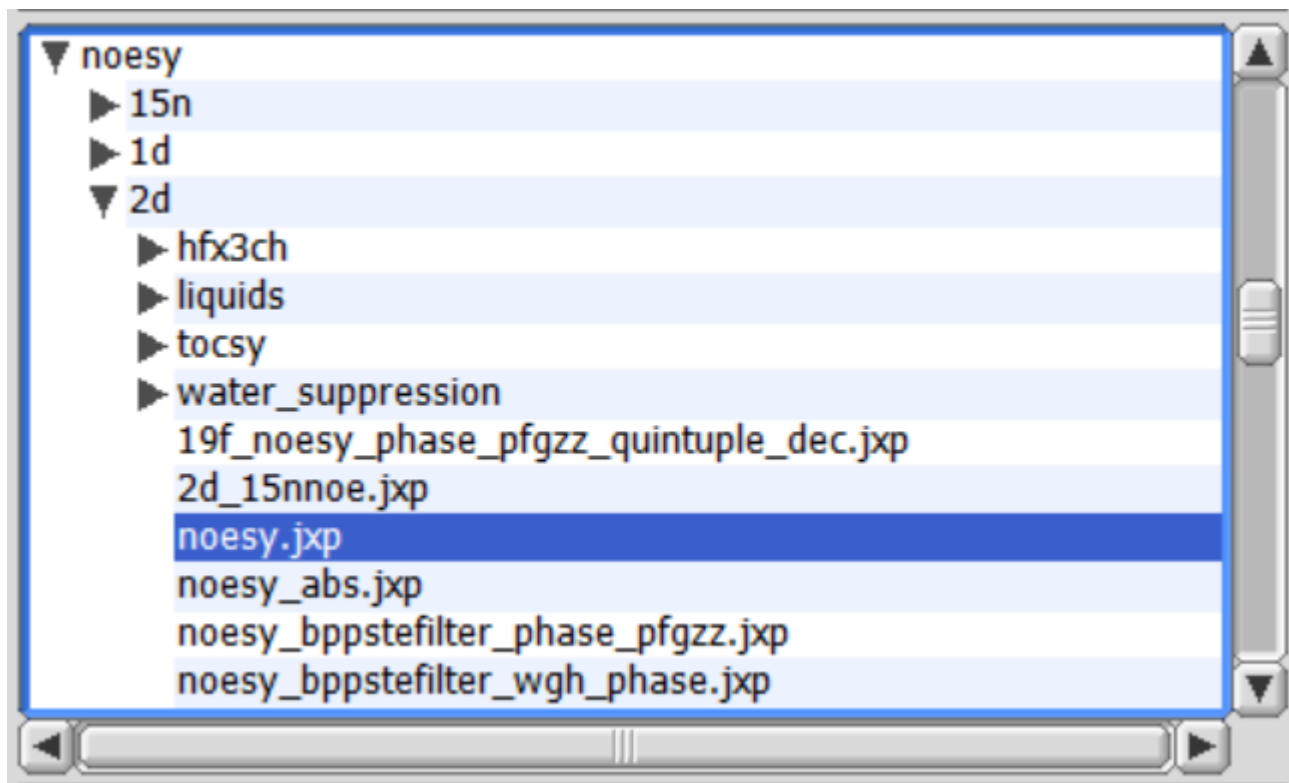 noesy
15n
1d
2d
hfx3ch
liquids
tocsy
water_suppression
19f_noesy_phase_pfgzz_quintuple_dec.jxp
2d_15nnoe.jxp
noesy.jxp
noesy_abs.jxp
noesy_bppstefilter_phase_pfgzz.jxp
noesy_bppstefilter_wgh_phase.jxp